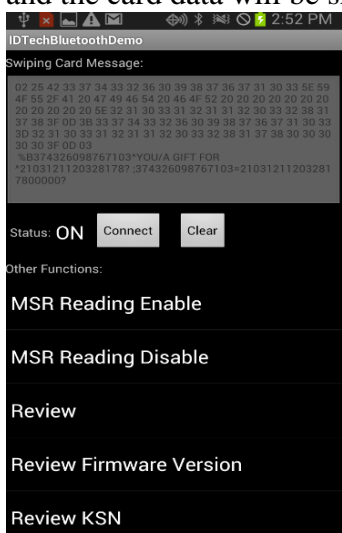 and the card data will be
2:52 PM
IDTechBluetoothDemo
Swiping Card Message:
02 25 42 33 37 34 33 32 36 30 39 38 37 36 37 31 30 33 5E 59
4F 55 2F 41 20 47 49 46 54 20 46 4F 52 20 20 20 20 20 20 20
20 20 20 20 20 5E 32 31 30 33 31 32 31 31 32 30 33 32 38 31
37 38 3F 0D 3B 33 37 34 33 32 36 30 39 38 37 36 37 31 30 33
3D 32 31 30 33 31 32 31 31 32 30 33 32 38 31 37 38 30 30 30
30 30 3F 0D 03
%B374326098767103^YOU/A GIFT FOR
^2103121120328178? ;374326098767103=21031211203281
7800000?
Status: ON Connect Clear
Other Functions:
MSR Reading Enable
MSR Reading Disable
Review
Review Firmware Version
Review KSN